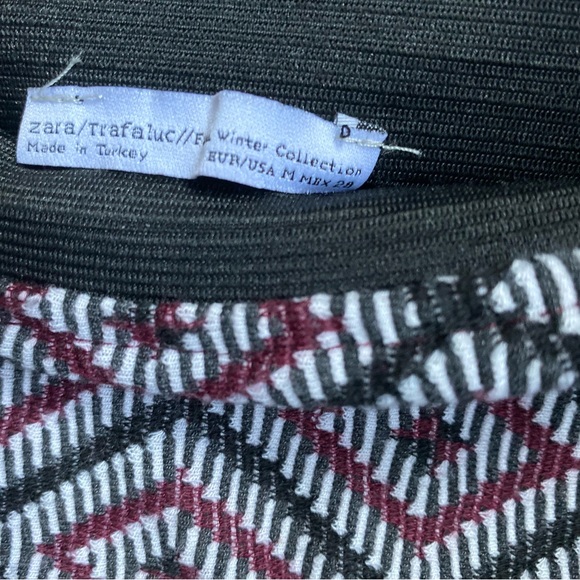 zara/Trafaluc//F
Made in Turkey
Winter Collection
EUR/USA M MEX 28
D